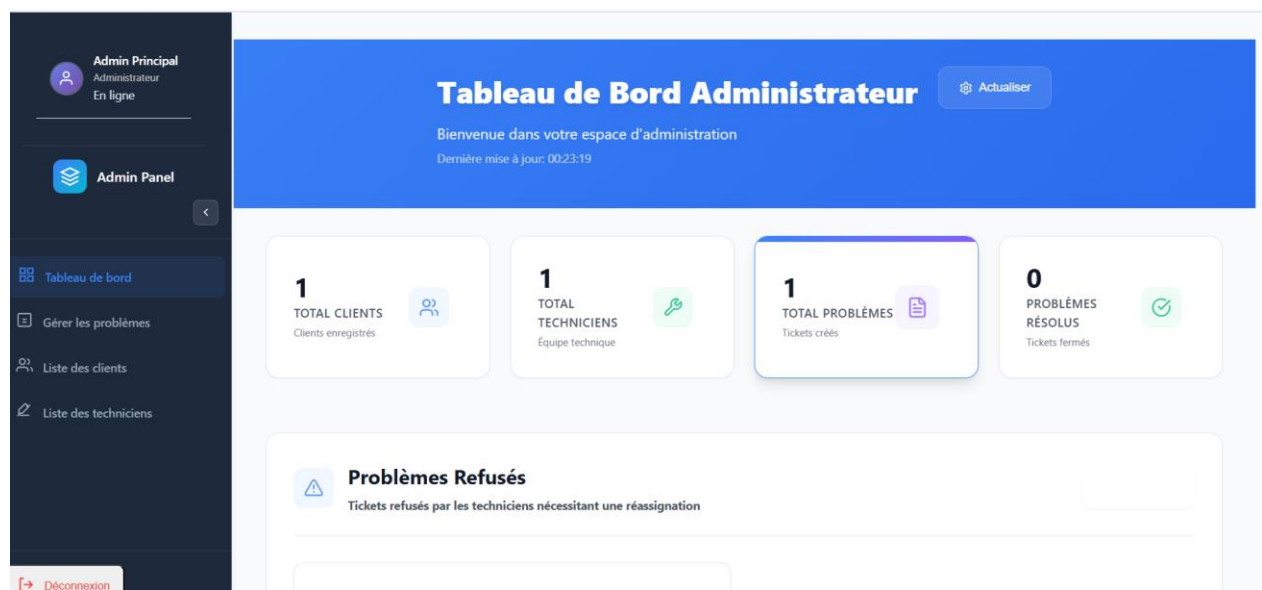 Admin Principal
Administrateur
En ligne
Admin Panel
Tableau de bord
Gérer les problèmes
Liste des clients
Liste des techniciens
Déconnexion
Tableau de Bord Administrateur
Actualiser
Bienvenue dans votre espace d'administration
Dernière mise à jour: 00:23:19
1
TOTAL CLIENTS
Clients enregistrés
1
TOTAL
TECHNICIENS
Équipe technique
1
TOTAL PROBLÈMES
Tickets créés
0
PROBLÈMES
RÉSOLUS
Tickets fermés
Problèmes Refusés
Tickets refusés par les techniciens nécessitant une réassignation